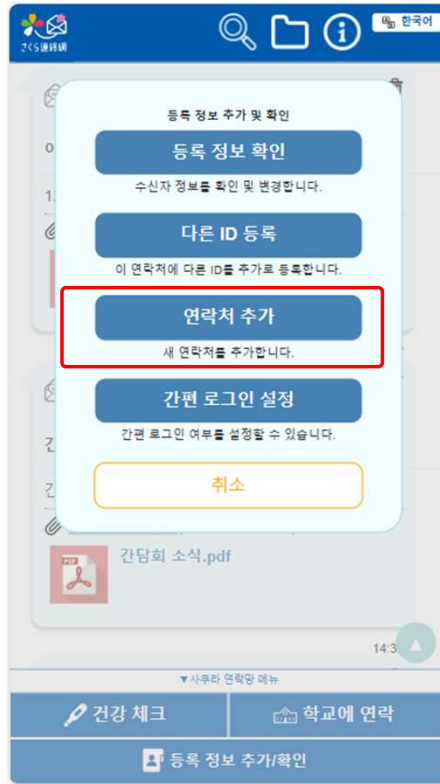 さくら連絡網
한국어
등록 정보 추가 및 확인
등록 정보 확인
수신자 정보를 확인 및 변경합니다.
다른 ID 등록
이 연락처에 다른 ID를 추가로 등록합니다.
연락처 추가
새 연락처를 추가합니다.
간편 로그인 설정
간편 로그인 여부를 설정할 수 있습니다.
취소
PDF
간담회 소식.pdf
14:3
▼사쿠라 연락망 메뉴
건강 체크
학교에 연락
등록 정보 추가/확인